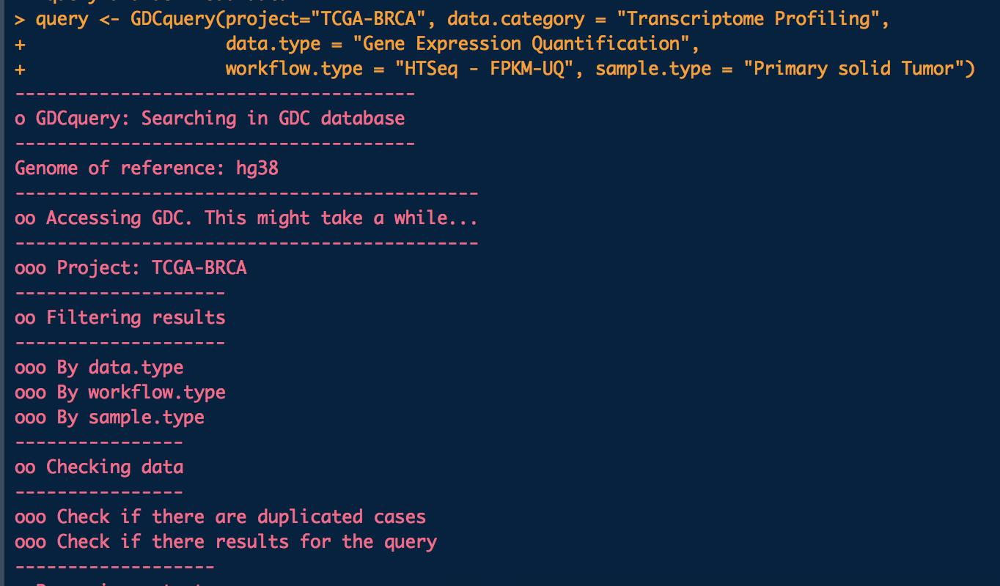 > query <- GDCquery(project="TCGA-BRCA", data.category = "Transcriptome Profiling",
+                   data.type = "Gene Expression Quantification",
+                   workflow.type = "HTSeq - FPKM-UQ", sample.type = "Primary solid Tumor")
--------------------------------------
o GDCquery: Searching in GDC database
--------------------------------------
Genome of reference: hg38
--------------------------------------------
oo Accessing GDC. This might take a while...
--------------------------------------------
ooo Project: TCGA-BRCA
--------------------
oo Filtering results
--------------------
ooo By data.type
ooo By workflow.type
ooo By sample.type
----------------
oo Checking data
----------------
ooo Check if there are duplicated cases
ooo Check if there results for the query
-------------------